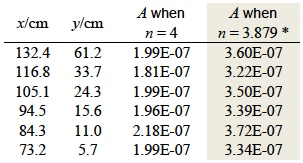 x/cm y/cm A when n = 4 A when n = 3.879 *
132.4 61.2 1.99E-07 3.60E-07
116.8 33.7 1.81E-07 3.22E-07
105.1 24.3 1.99E-07 3.50E-07
94.5 15.6 1.96E-07 3.39E-07
84.3 11.0 2.18E-07 3.72E-07
73.2 5.7 1.99E-07 3.34E-07